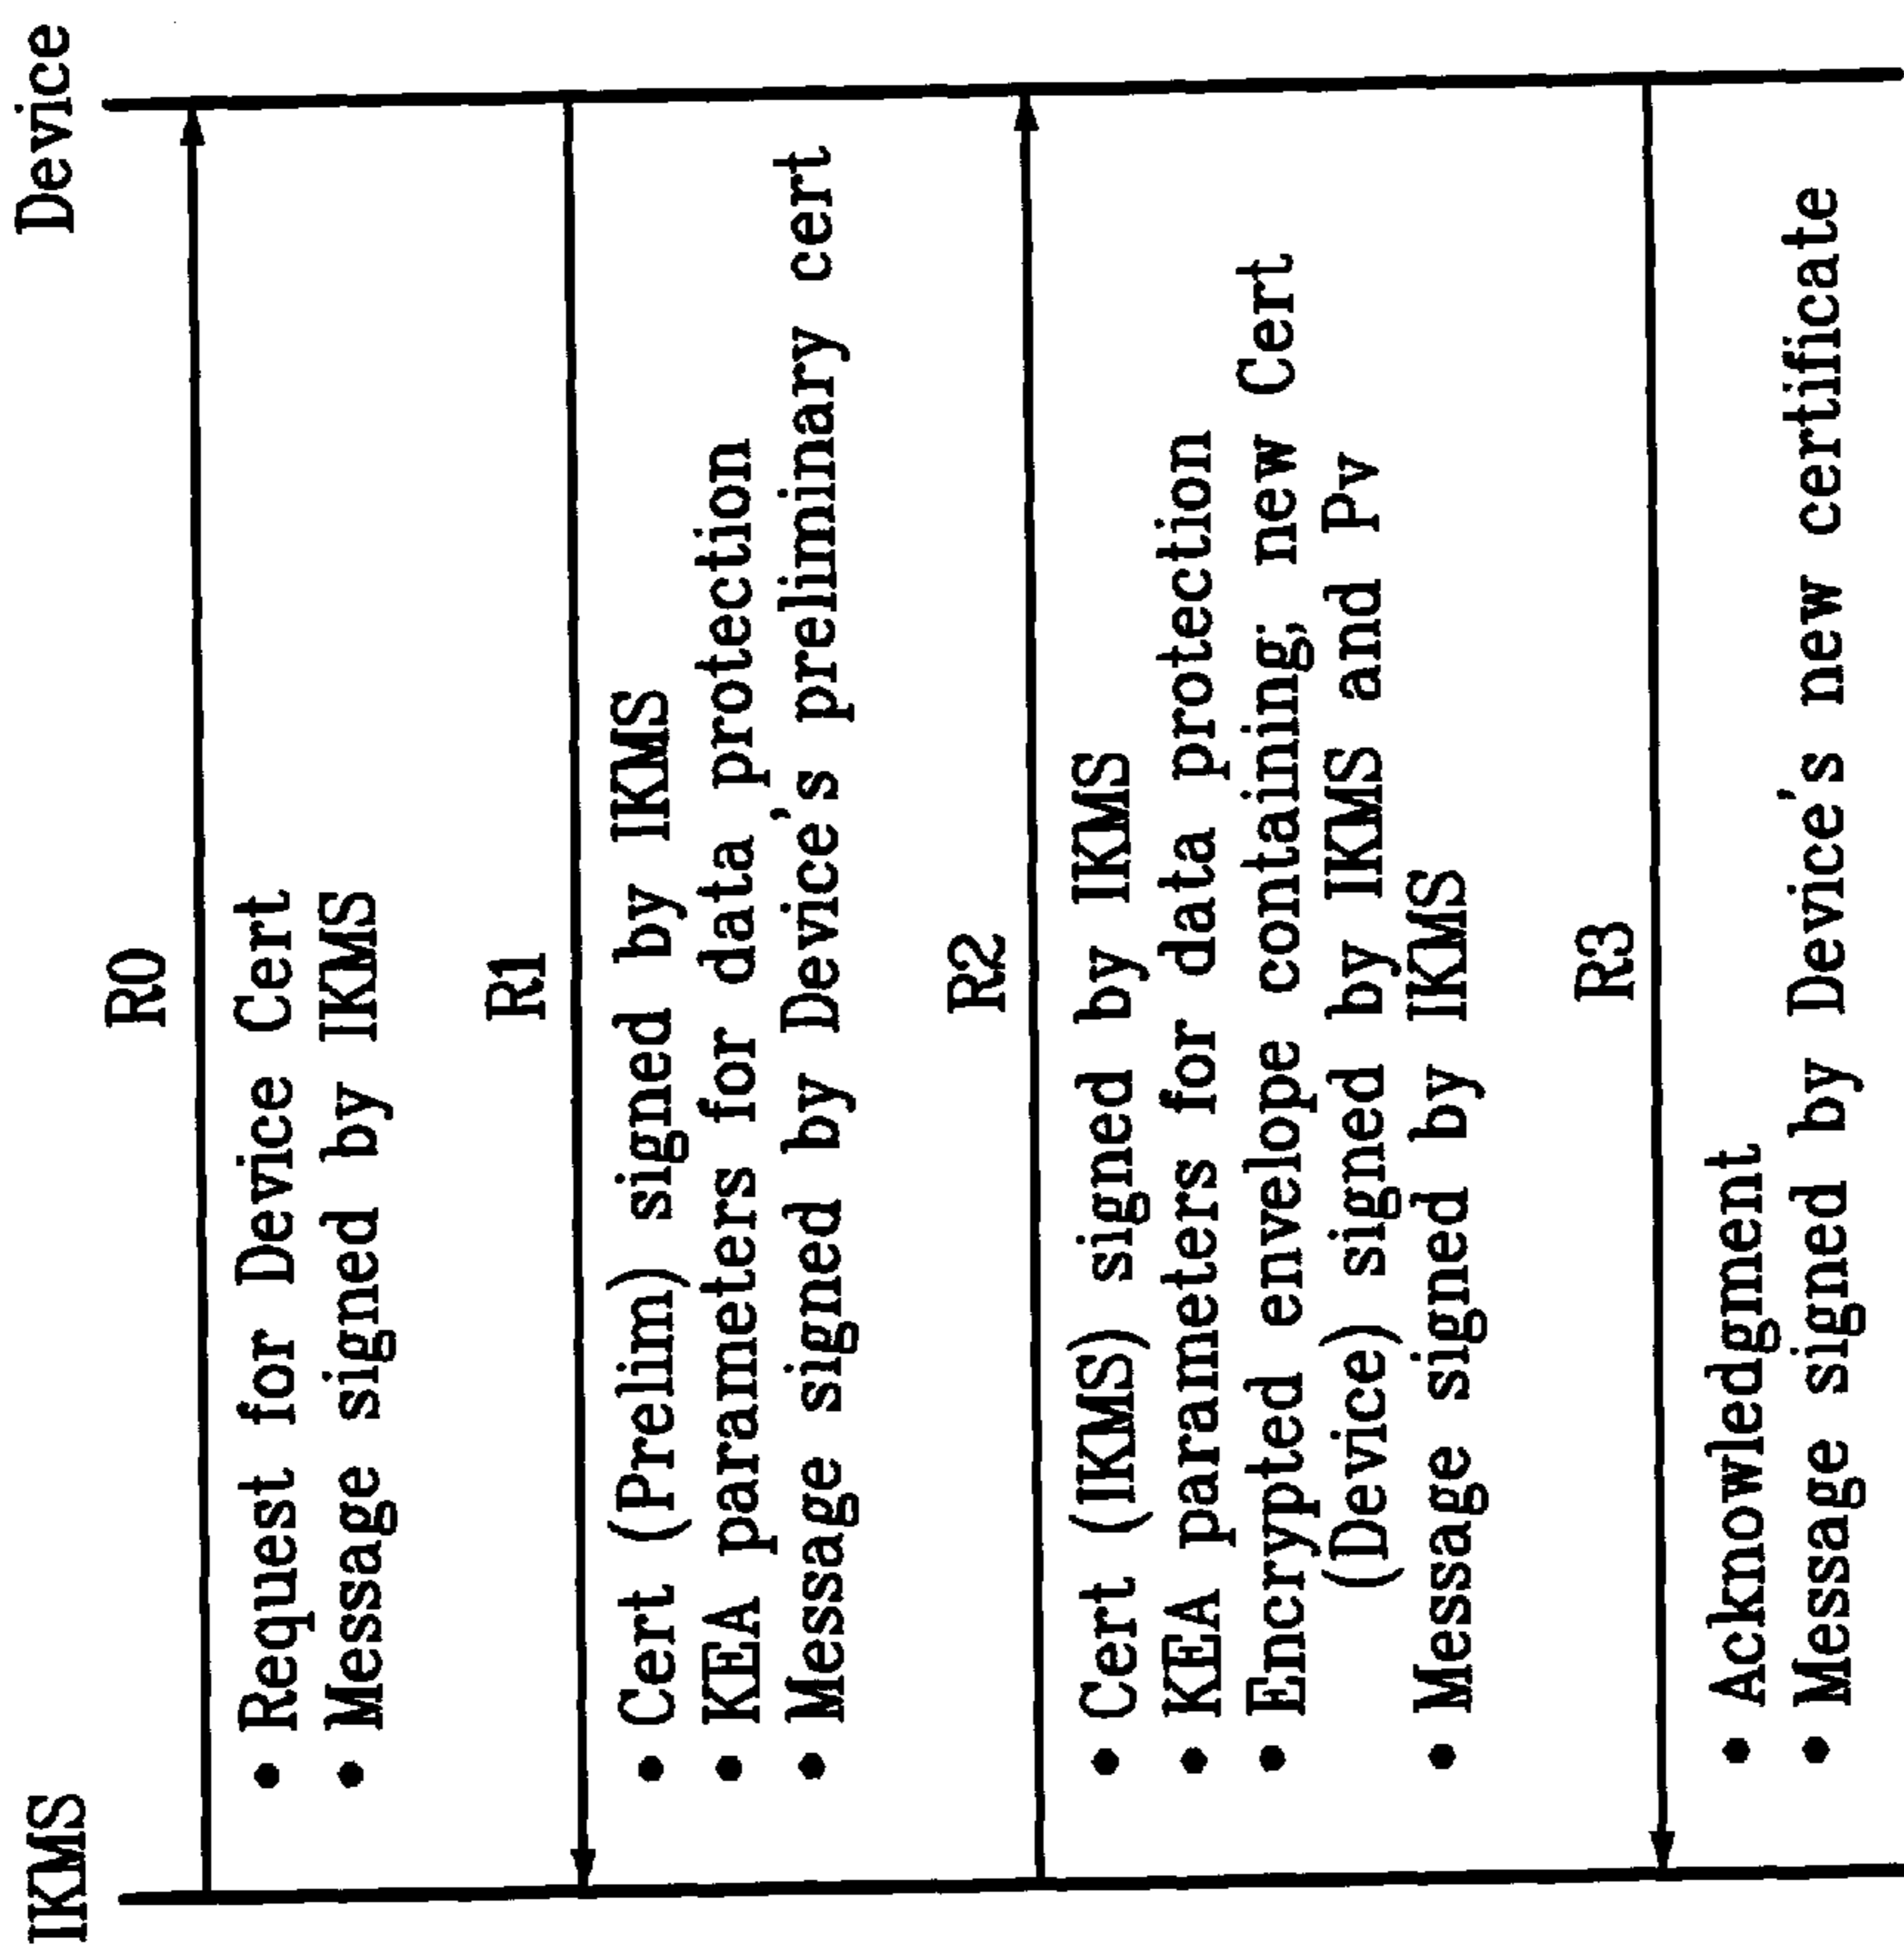 IKMS
Device
R0
• Request for Device Cert
• Message signed by IKMS
R1
• Cert (Prelim) signed by IKMS
• KEA parameters for data protection
• Message signed by Device's preliminary cert
R2
• Cert (IKMS) signed by IKMS
• KEA parameters for data protection
• Encrypted envelope containing, new Cert
(Device) signed by IKMS and Pv
• Message signed by IKMS
R3
• Acknowledgment
• Message signed by Device's new certificate